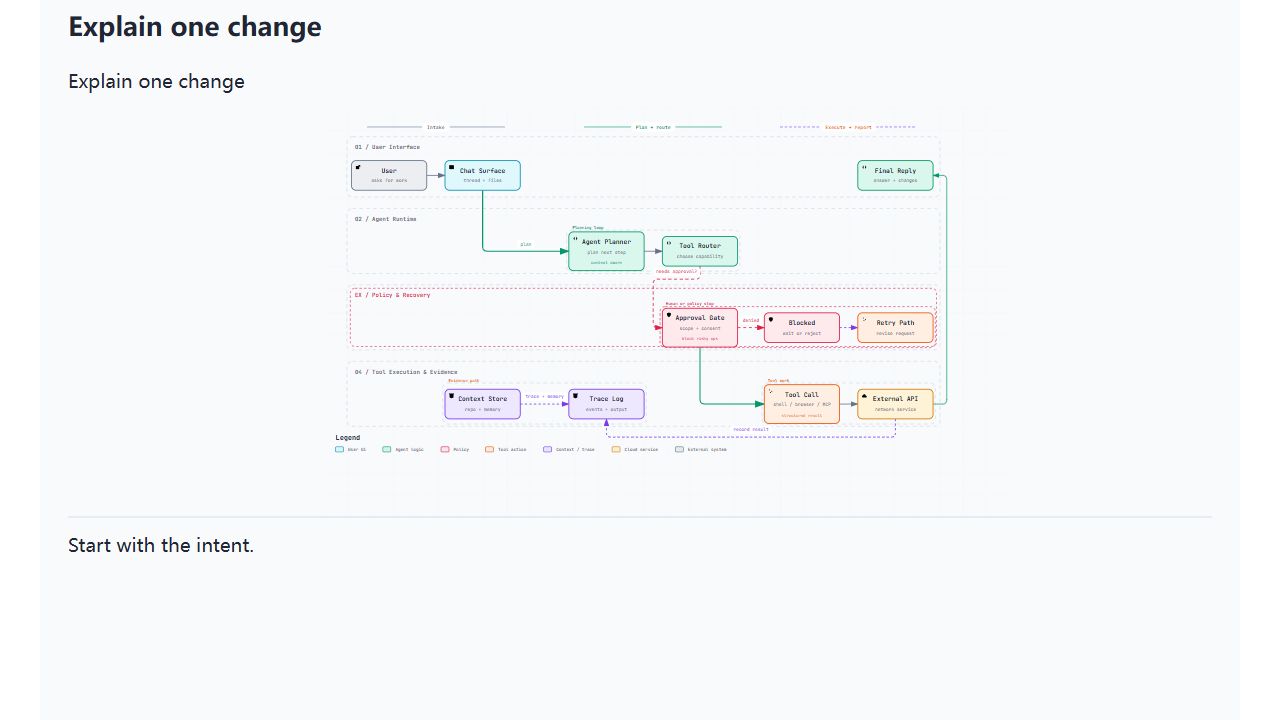 Explain one change
Explain one change
Intake
Plan + route
Execute + report
01 / User Interface
User
asks for work
Chat Surface
thread + files
Final Reply
answer + changes
02 / Agent Runtime
Planning loop
Agent Planner
plan next step
context aware
plan
Tool Router
choose capability
needs approval?
EX / Policy & Recovery
Human or policy stop
Approval Gate
scope + consent
block risky ops
denied
Blocked
exit or reject
Retry Path
revise request
04 / Tool Execution & Evidence
Evidence path
Context Store
repo + memory
trace + memory
Trace Log
events + output
Tool work
Tool Call
shell / browser / MCP
structured result
External API
network service
record result
Legend
User UI
Agent logic
Policy
Tool action
Context / trace
Cloud service
External system
Start with the intent.